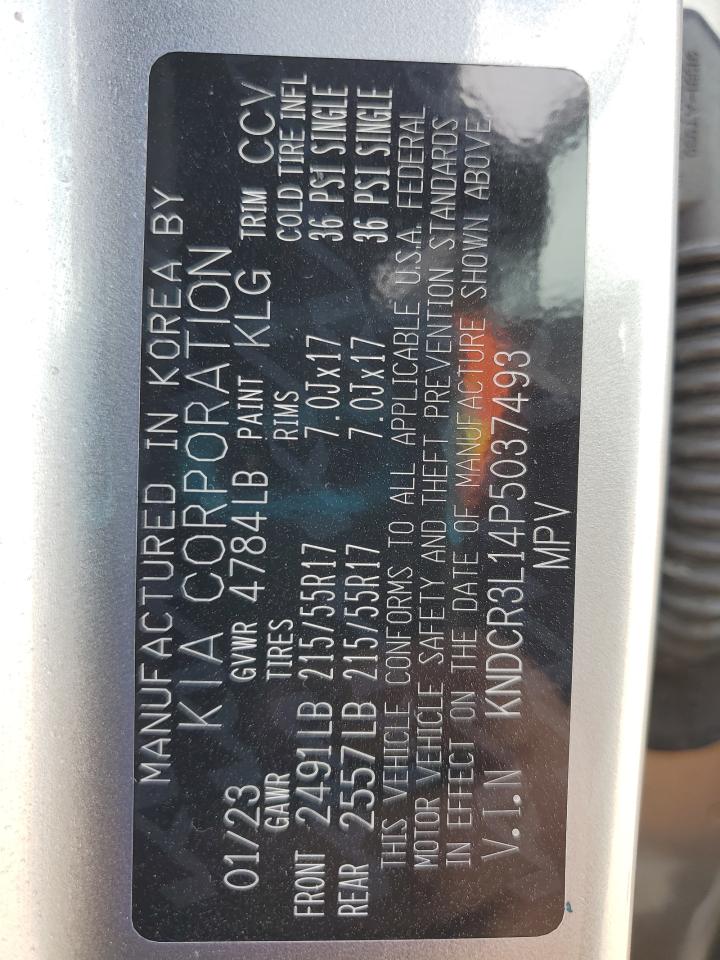 MANUFACTURED IN KOREA BY
KIA CORPORATION
01/23 GVWR 4784LB PAINT KLG TRIM CCV
GAWR TIRES RIMS COLD TIRE INFL
FRONT 2491LB 215/55R17 7.0Jx17 36 PSI SINGLE
REAR 2557LB 215/55R17 7.0Jx17 36 PSI SINGLE
THIS VEHICLE CONFORMS TO ALL APPLICABLE U.S.A. FEDERAL
MOTOR VEHICLE SAFETY AND THEFT PREVENTION STANDARDS
IN EFFECT ON THE DATE OF MANUFACTURE SHOWN ABOVE
V.I.N KNDCR3L14P5037493
MPV